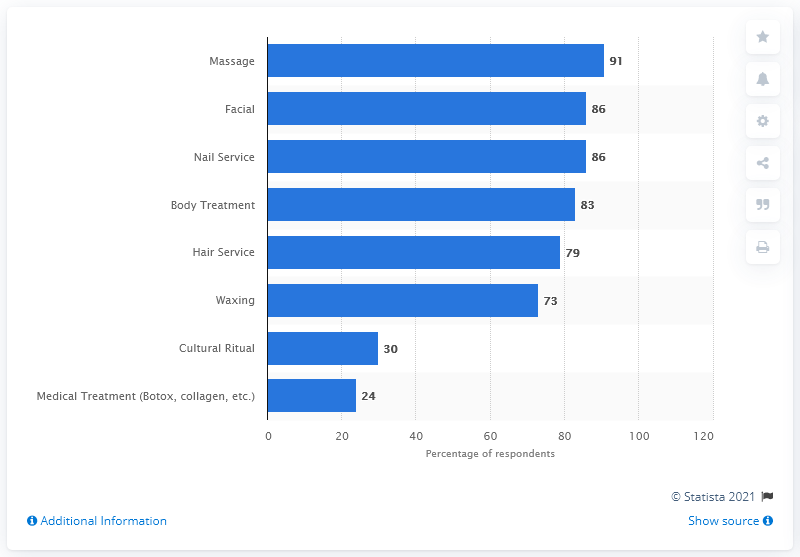 Massage 91
Facial 86
Nail Service 86
Body Treatment 83
Hair Service 79
Waxing 73
Cultural Ritual 30
Medical Treatment (Botox, collagen, etc.) 24
0 20 40 60 80 100 120
Percentage of respondents
© Statista 2021
Additional Information
Show source